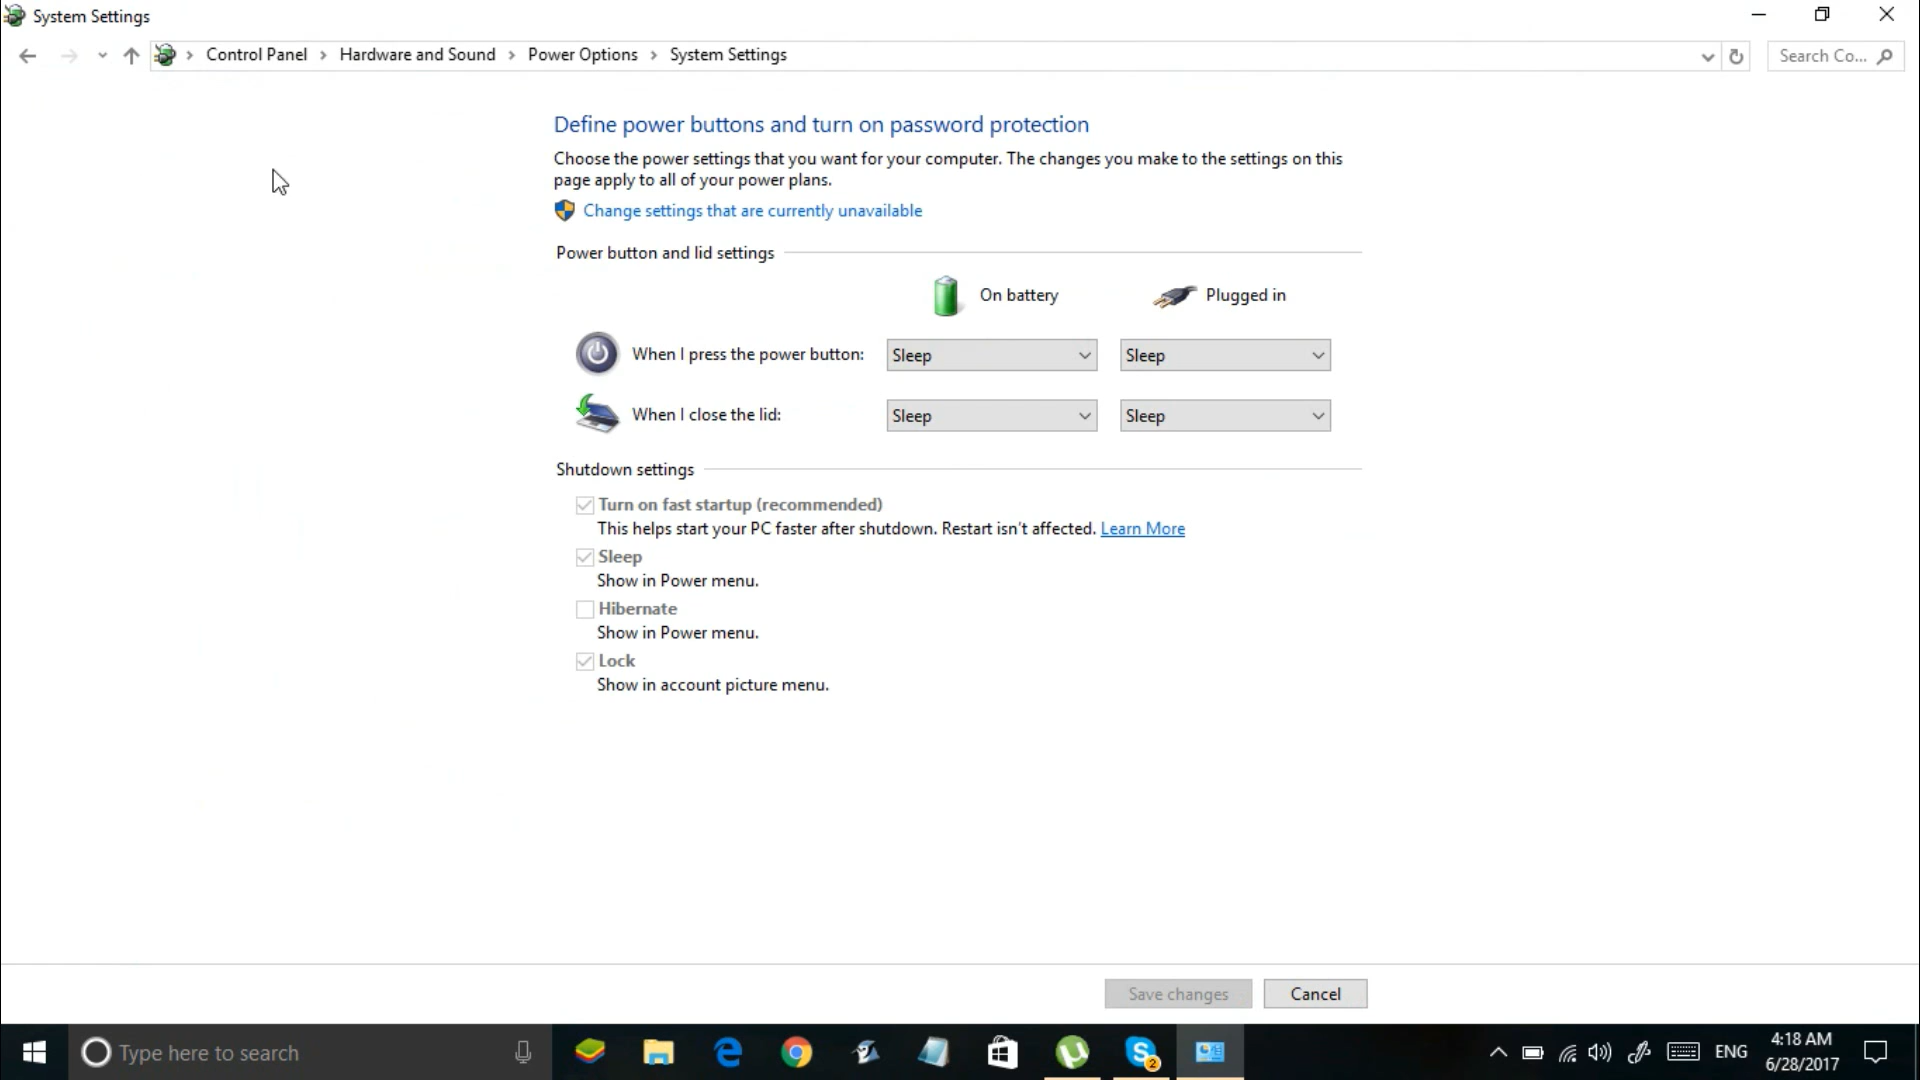 System Settings
Control Panel > Hardware and Sound > Power Options > System Settings
Search Co...
Define power buttons and turn on password protection
Choose the power settings that you want for your computer. The changes you make to the settings on this
page apply to all of your power plans.
Change settings that are currently unavailable
Power button and lid settings
On battery Plugged in
When I press the power button: Sleep Sleep
When I close the lid: Sleep Sleep
Shutdown settings
Turn on fast startup (recommended)
This helps start your PC faster after shutdown. Restart isn't affected. Learn More
Sleep
Show in Power menu.
Hibernate
Show in Power menu.
Lock
Show in account picture menu.
Save changes Cancel
Type here to search
2
ENG
4:18 AM
6/28/2017